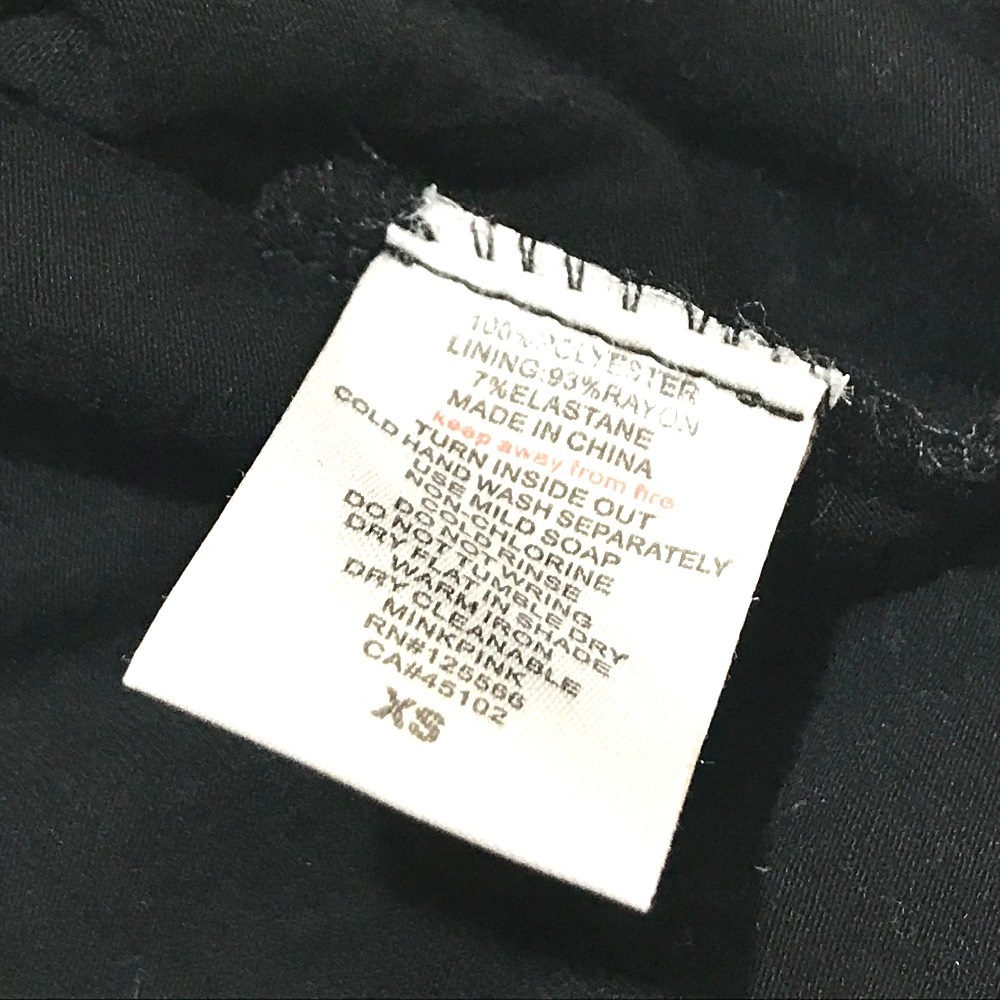 100%POLYESTER
LINING:93%RAYON
7%ELASTANE
MADE IN CHINA
keep away from fire
TURN INSIDE OUT
COLD HAND WASH SEPARATELY
USE MILD SOAP
NON-CHLORINE
COLD RINSE
DO NOT WRING
DO NOT TUMBLE DRY
DRY FLAT IN SHADE
WARM IRON
DRY CLEANABLE
MINKPINK
RN#125566
CA#45102
XS